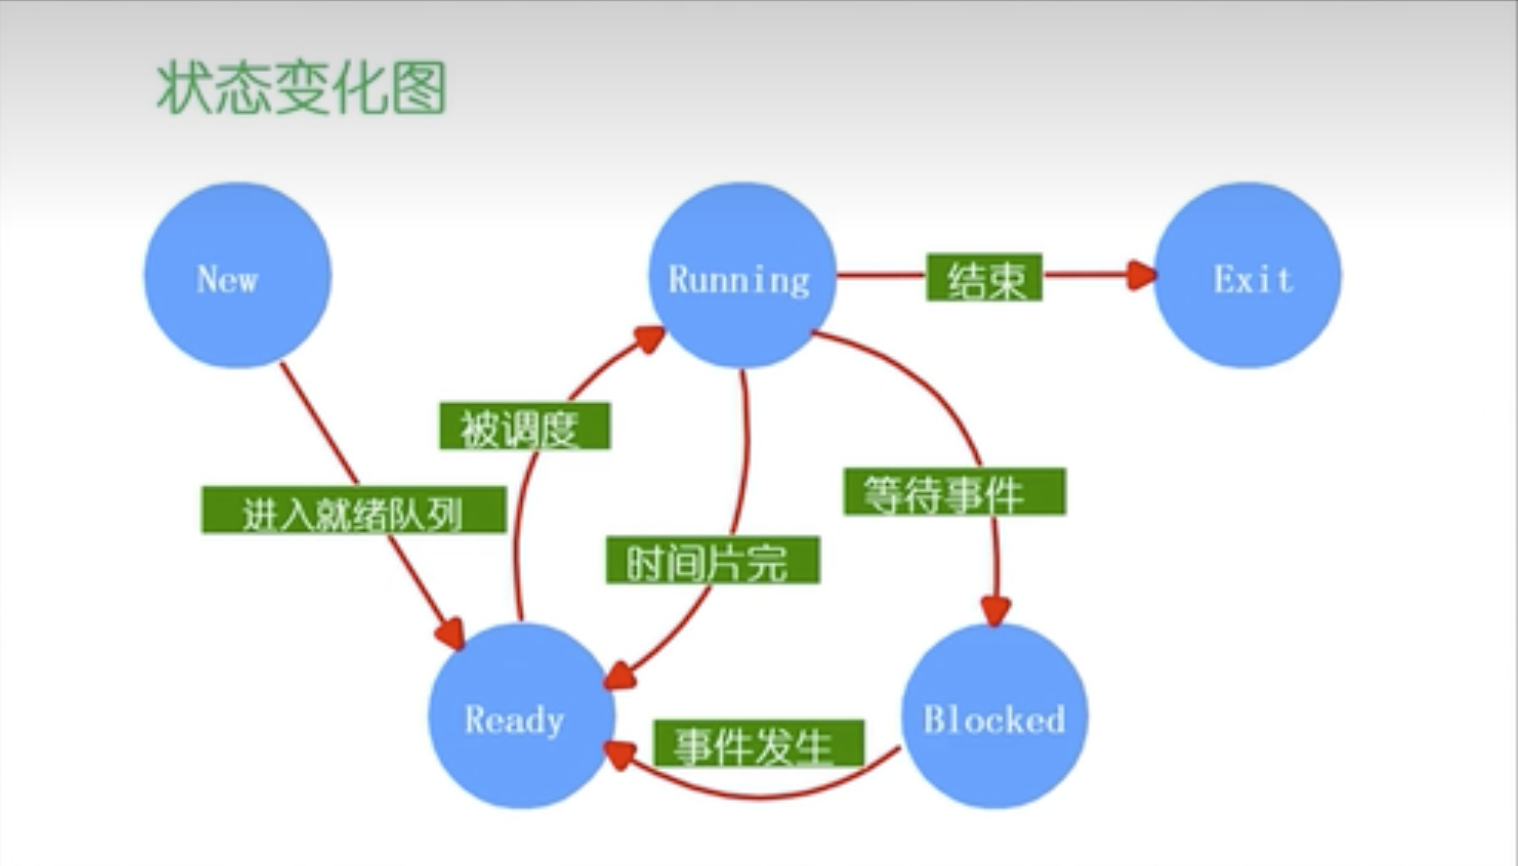 状态变化图
New
Running
结束
Exit
被调度
等待事件
进入就绪队列
时间片完
Ready
事件发生
Blocked